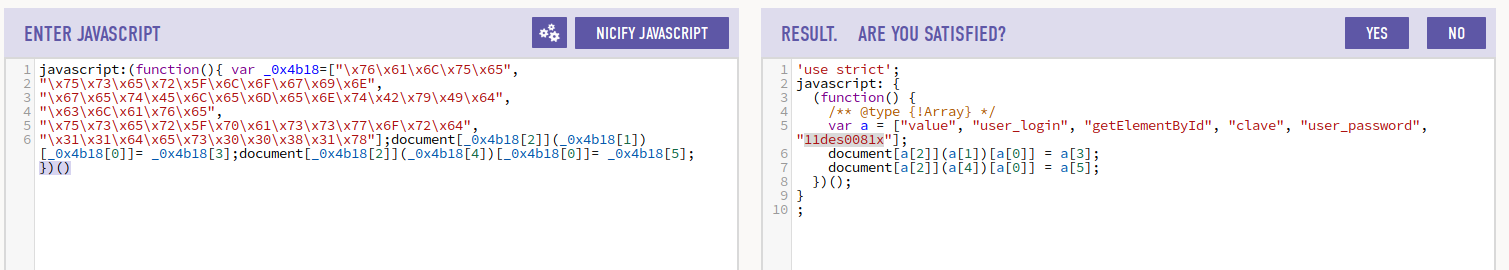 ENTER JAVASCRIPT
NICIFY JAVASCRIPT
1 javascript:(function(){ var _0x4b18=["\x76\x61\x6C\x75\x65",
2 "\x75\x73\x65\x72\x5F\x6C\x6F\x67\x69\x6E",
3 "\x67\x65\x74\x45\x6C\x65\x6D\x65\x6E\x74\x42\x79\x49\x64",
4 "\x63\x6C\x61\x76\x65",
5 "\x75\x73\x65\x72\x5F\x70\x61\x73\x73\x77\x6F\x72\x64",
6 "\x31\x31\x64\x65\x73\x30\x30\x38\x31\x78"];document[_0x4b18[2]](_0x4b18[1])
[_0x4b18[0]]= _0x4b18[3];document[_0x4b18[2]](_0x4b18[4])[_0x4b18[0]]= _0x4b18[5];
})()
RESULT. ARE YOU SATISFIED?
YES
NO
1 'use strict';
2 javascript: {
3 (function() {
4 /** @type {!Array} */
5 var a = ["value", "user_login", "getElementById", "clave", "user_password",
"11des0081x"];
6 document[a[2]](a[1])[a[0]] = a[3];
7 document[a[2]](a[4])[a[0]] = a[5];
8 })();
9 }
10 ;